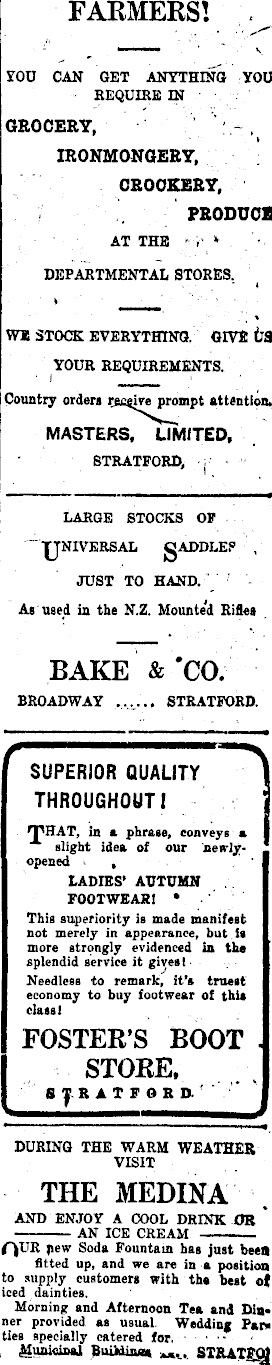 FARMERS!
YOU CAN GET ANYTHING YOU
REQUIRE IN
GROCERY,
IRONMONGERY,
CROCKERY,
PRODUCE
AT THE
DEPARTMENTAL STORES.
WE STOCK EVERYTHING. GIVE US
YOUR REQUIREMENTS.
Country orders receive prompt attention.
MASTERS, LIMITED,
STRATFORD,
LARGE STOCKS OF
UNIVERSAL SADDLES
JUST TO HAND.
As used in the N.Z. Mounted Rifles
BAKE & CO.
BROADWAY ...... STRATFORD.
SUPERIOR QUALITY
THROUGHOUT!
THAT, in a phrase, conveys a
slight idea of our newly-
opened
LADIES' AUTUMN
FOOTWEAR!
This superiority is made manifest
not merely in appearance, but is
more strongly evidenced in the
splendid service it gives!
Needless to remark, it's truest
economy to buy footwear of this
class!
FOSTER'S BOOT
STORE,
STRATFORD.
DURING THE WARM WEATHER
VISIT
THE MEDINA
AND ENJOY A COOL DRINK OR
AN ICE CREAM
OUR new Soda Fountain has just been
fitted up, and we are in a position
to supply customers with the best of
iced dainties.
Morning and Afternoon Tea and Din-
ner provided as usual. Wedding Par-
ties specially catered for.
Municipal Buildings .... STRATFO